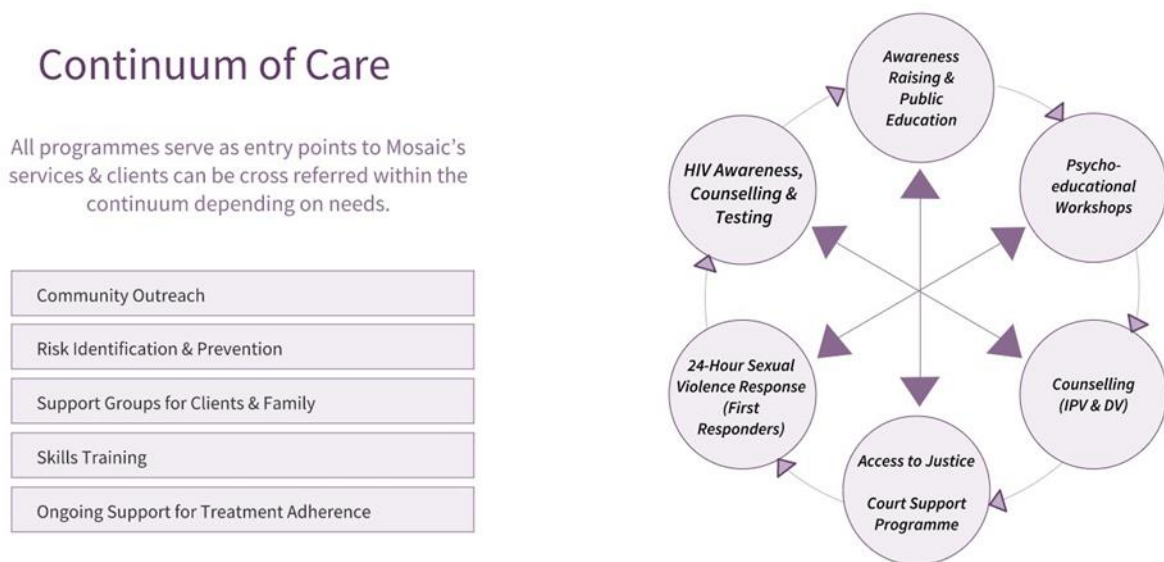 Continuum of Care
All programmes serve as entry points to Mosaic's
services & clients can be cross referred within the
continuum depending on needs.
Community Outreach
Risk Identification & Prevention
Support Groups for Clients & Family
Skills Training
Ongoing Support for Treatment Adherence
Awareness
Raising &
Public
Education
Psycho-
educational
Workshops
Counselling
(IPV & DV)
Access to Justice
Court Support
Programme
24-Hour Sexual
Violence Response
(First
Responders)
HIV Awareness,
Counselling &
Testing